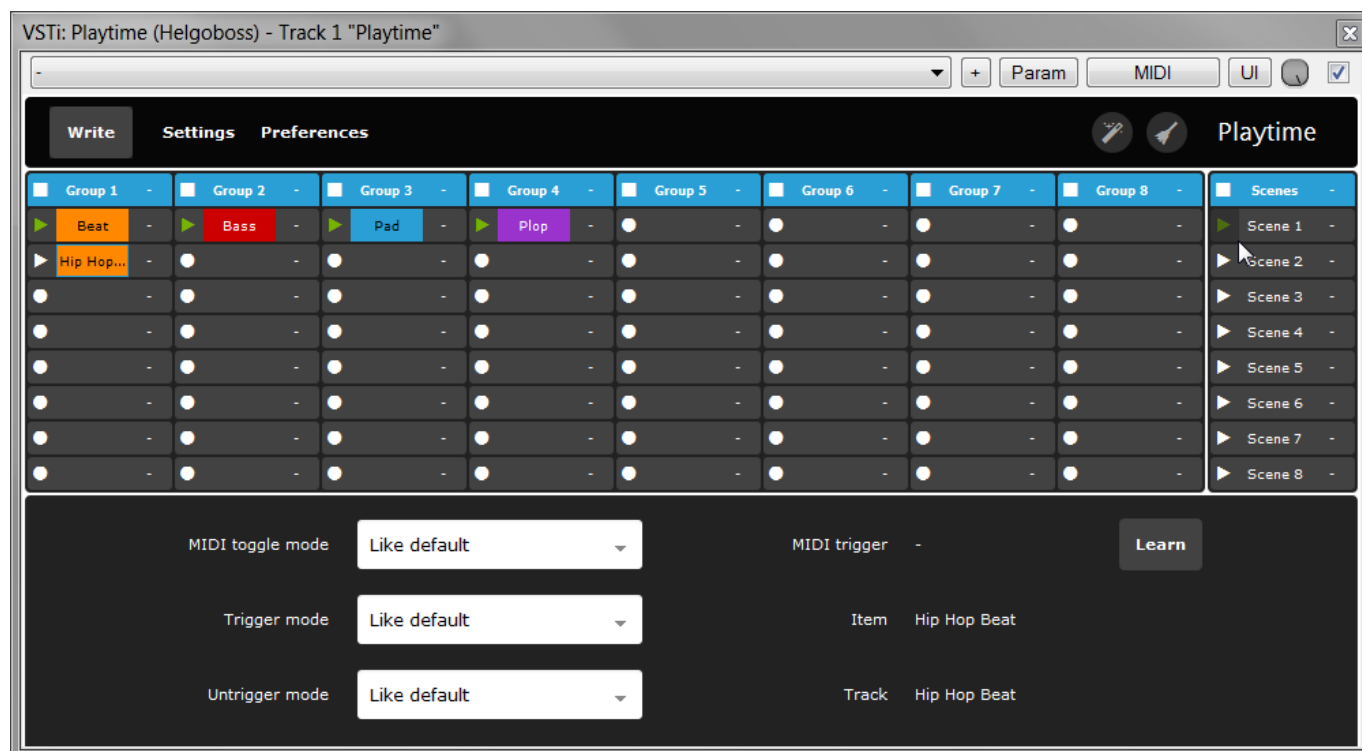 VSTi: Playtime (Helgoboss) - Track 1 "Playtime"
- + Param MIDI UI
Write Settings Preferences Playtime
Group 1 - Group 2 - Group 3 - Group 4 - Group 5 - Group 6 - Group 7 - Group 8 - Scenes -
Beat - Bass - Pad - Plop - - - - - Scene 1 -
Hip Hop... - - - - - - - - Scene 2 -
- - - - - - - - Scene 3 -
- - - - - - - - Scene 4 -
- - - - - - - - Scene 5 -
- - - - - - - - Scene 6 -
- - - - - - - - Scene 7 -
- - - - - - - - Scene 8 -
MIDI toggle mode Like default MIDI trigger - Learn
Trigger mode Like default Item Hip Hop Beat
Untrigger mode Like default Track Hip Hop Beat